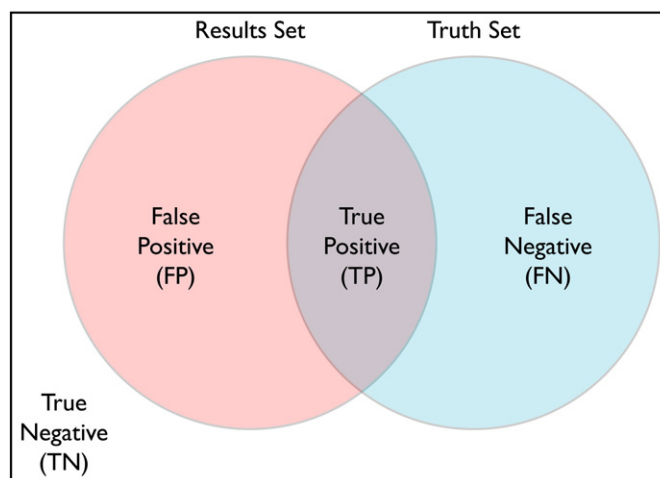 Results Set
Truth Set
False
Positive
(FP)
True
Positive
(TP)
False
Negative
(FN)
True
Negative
(TN)